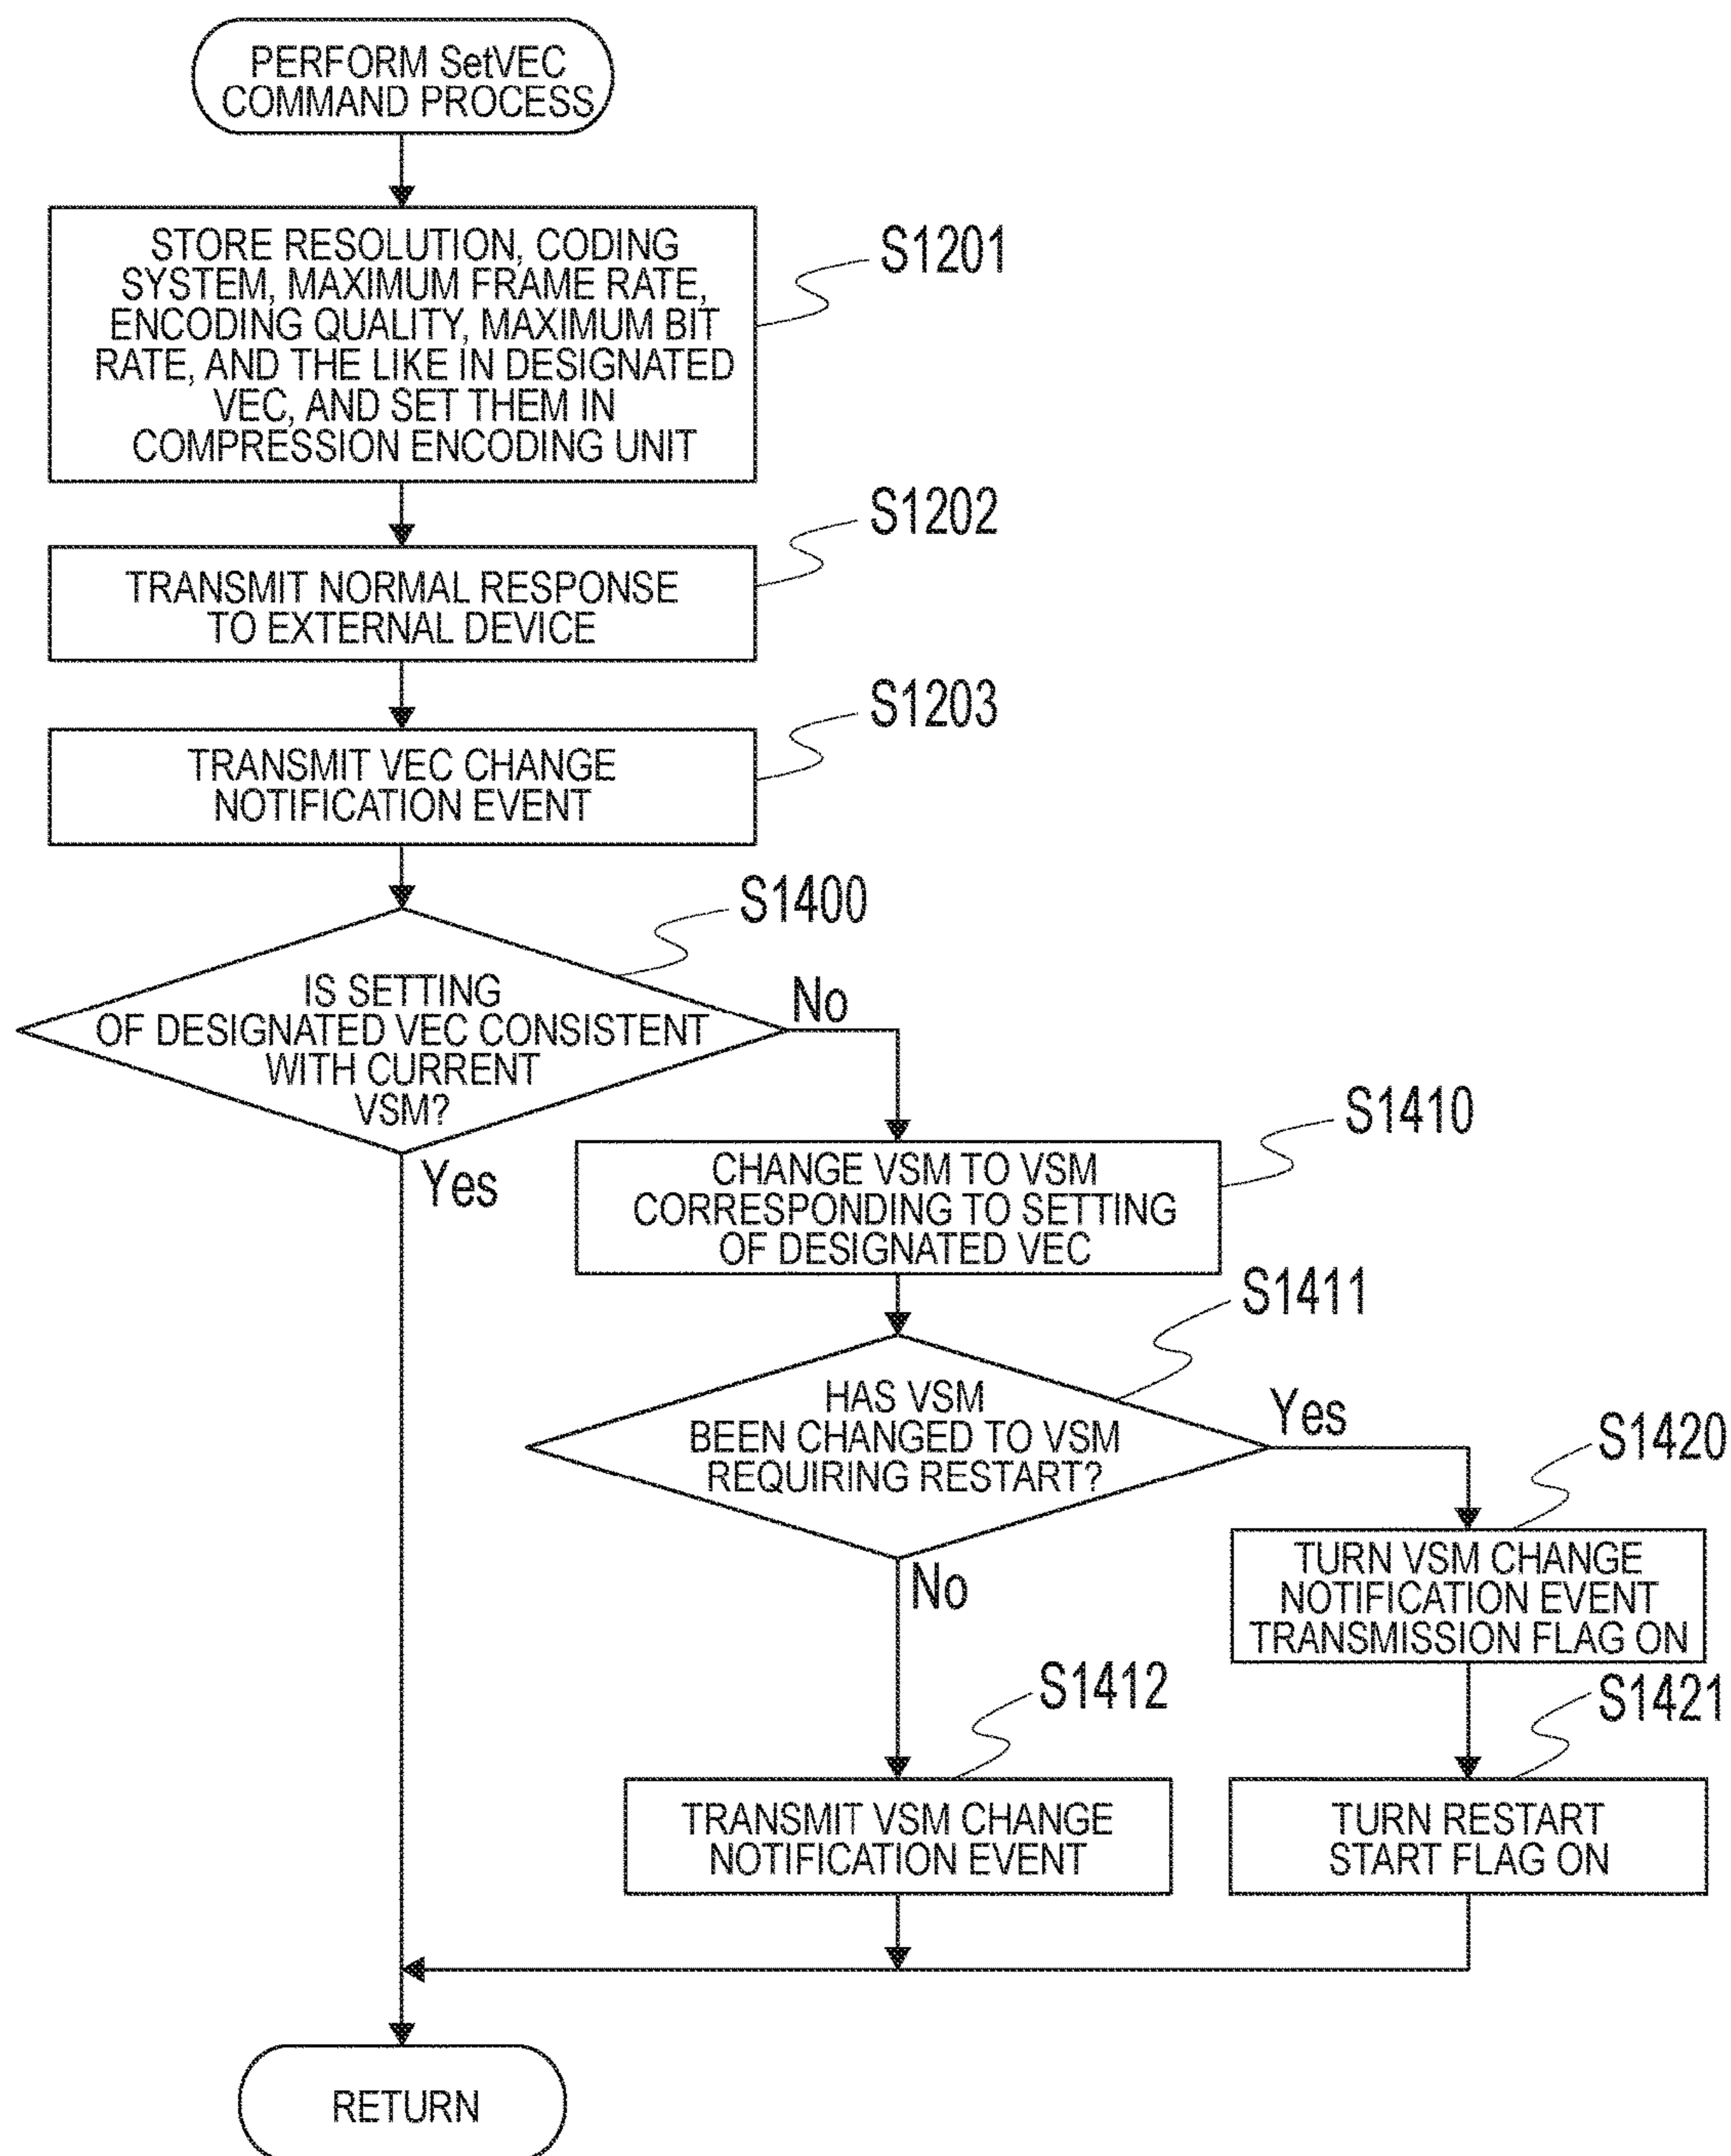 PERFORM SetVEC
COMMAND PROCESS
STORE RESOLUTION, CODING
SYSTEM, MAXIMUM FRAME RATE,
ENCODING QUALITY, MAXIMUM BIT
RATE, AND THE LIKE IN DESIGNATED
VEC, AND SET THEM IN
COMPRESSION ENCODING UNIT
S1201
TRANSMIT NORMAL RESPONSE
TO EXTERNAL DEVICE
S1202
TRANSMIT VEC CHANGE
NOTIFICATION EVENT
S1203
S1400
IS SETTING
OF DESIGNATED VEC CONSISTENT
WITH CURRENT
VSM?
No
Yes
S1410
CHANGE VSM TO VSM
CORRESPONDING TO SETTING
OF DESIGNATED VEC
S1411
HAS VSM
BEEN CHANGED TO VSM
REQUIRING RESTART?
Yes
No
S1420
TURN VSM CHANGE
NOTIFICATION EVENT
TRANSMISSION FLAG ON
S1412
TRANSMIT VSM CHANGE
NOTIFICATION EVENT
S1421
TURN RESTART
START FLAG ON
RETURN